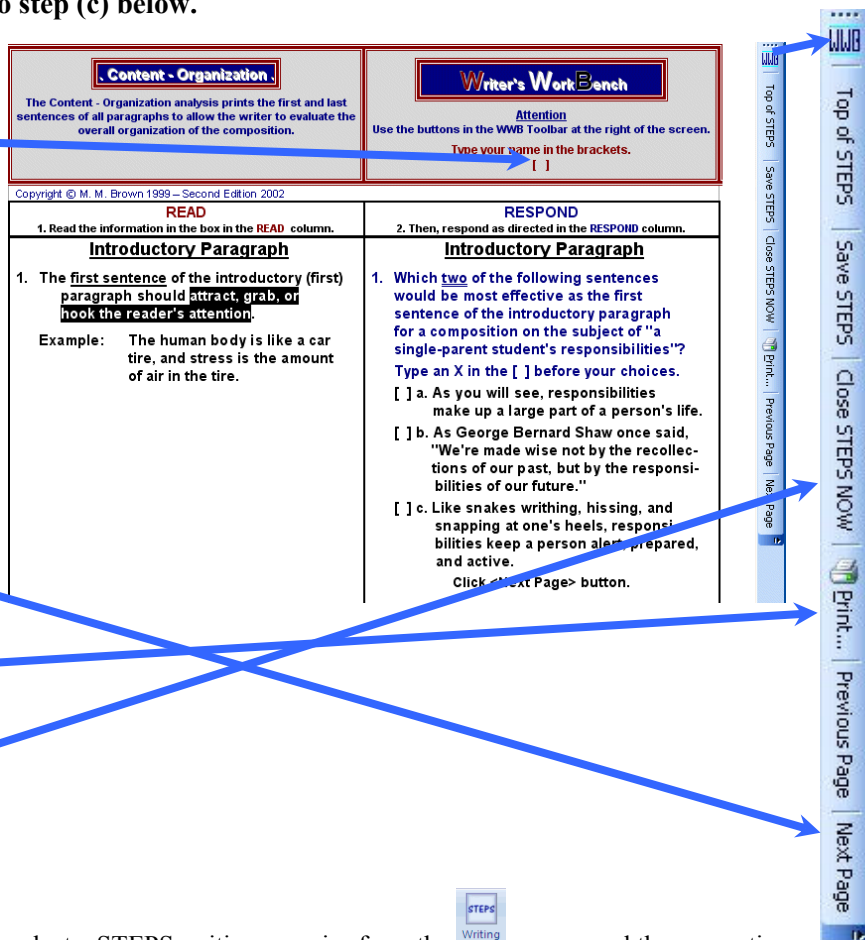 o step (c) below.
. Content - Organization .
The Content - Organization analysis prints the first and last
sentences of all paragraphs to allow the writer to evaluate the
overall organization of the composition.
Writer's WorkBench
Attention
Use the buttons in the WWB Toolbar at the right of the screen.
Type your name in the brackets.
[ ]
Copyright © M. M. Brown 1999 – Second Edition 2002
READ
1. Read the information in the box in the READ column.
Introductory Paragraph
1. The first sentence of the introductory (first)
paragraph should attract, grab, or
hook the reader's attention.
Example: The human body is like a car
tire, and stress is the amount
of air in the tire.
RESPOND
2. Then, respond as directed in the RESPOND column.
Introductory Paragraph
1. Which two of the following sentences
would be most effective as the first
sentence of the introductory paragraph
for a composition on the subject of "a
single-parent student's responsibilities"?
Type an X in the [ ] before your choices.
[ ] a. As you will see, responsibilities
make up a large part of a person's life.
[ ] b. As George Bernard Shaw once said,
"We're made wise not by the recollec-
tions of our past, but by the responsi-
bilities of our future."
[ ] c. Like snakes writhing, hissing, and
snapping at one's heels, responsi-
bilities keep a person alert, prepared,
and active.
Click <Next Page> button.
WWB
Top of STEPS
Save STEPS
Close STEPS NOW
Print...
Previous Page
Next Page
WWB
Top of STEPS
Save STEPS
Close STEPS NOW
Print...
Previous Page
Next Page
STEPS
Writing